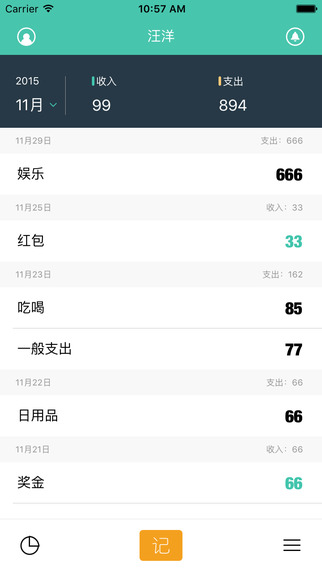 Carrier 10:57 AM
汪洋
2015 收入 支出
11月 99 894
11月29日 支出：666
娱乐 666
11月25日 收入：33
红包 33
11月23日 支出：162
吃喝 85
一般支出 77
11月22日 支出：66
日用品 66
11月21日 收入：66
奖金 66
记